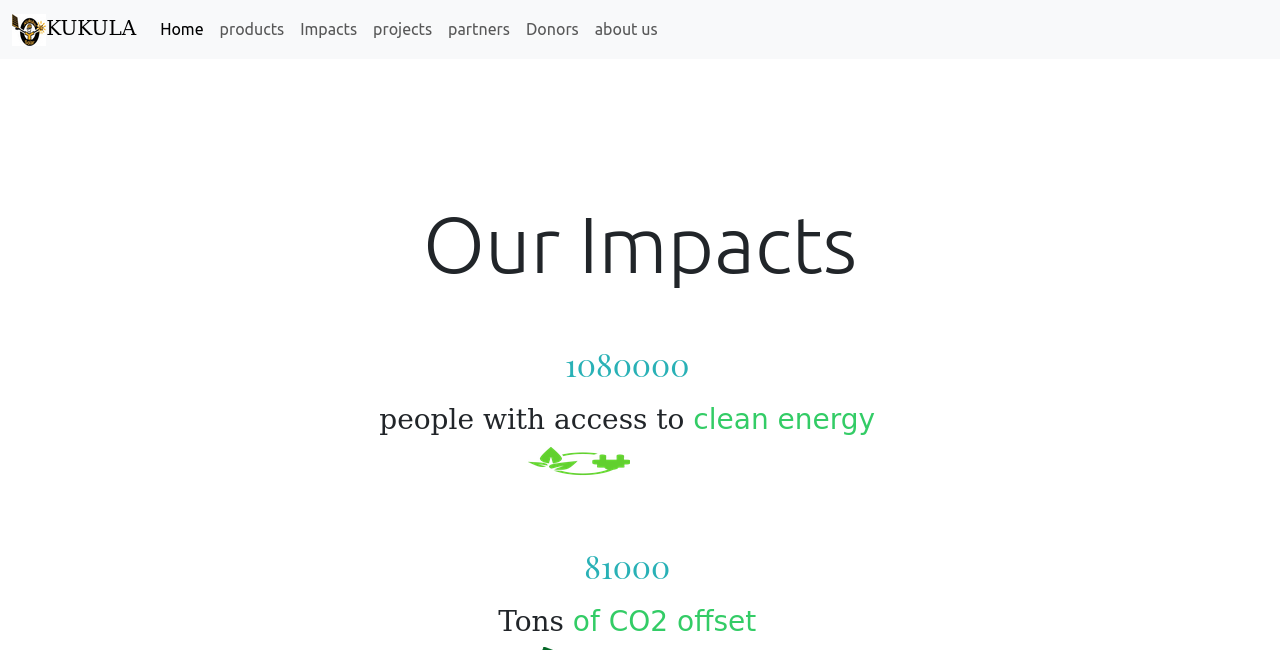 KUKULA Home products Impacts projects partners Donors about us
Our Impacts
1080000
people with access to clean energy
81000
Tons of CO2 offset